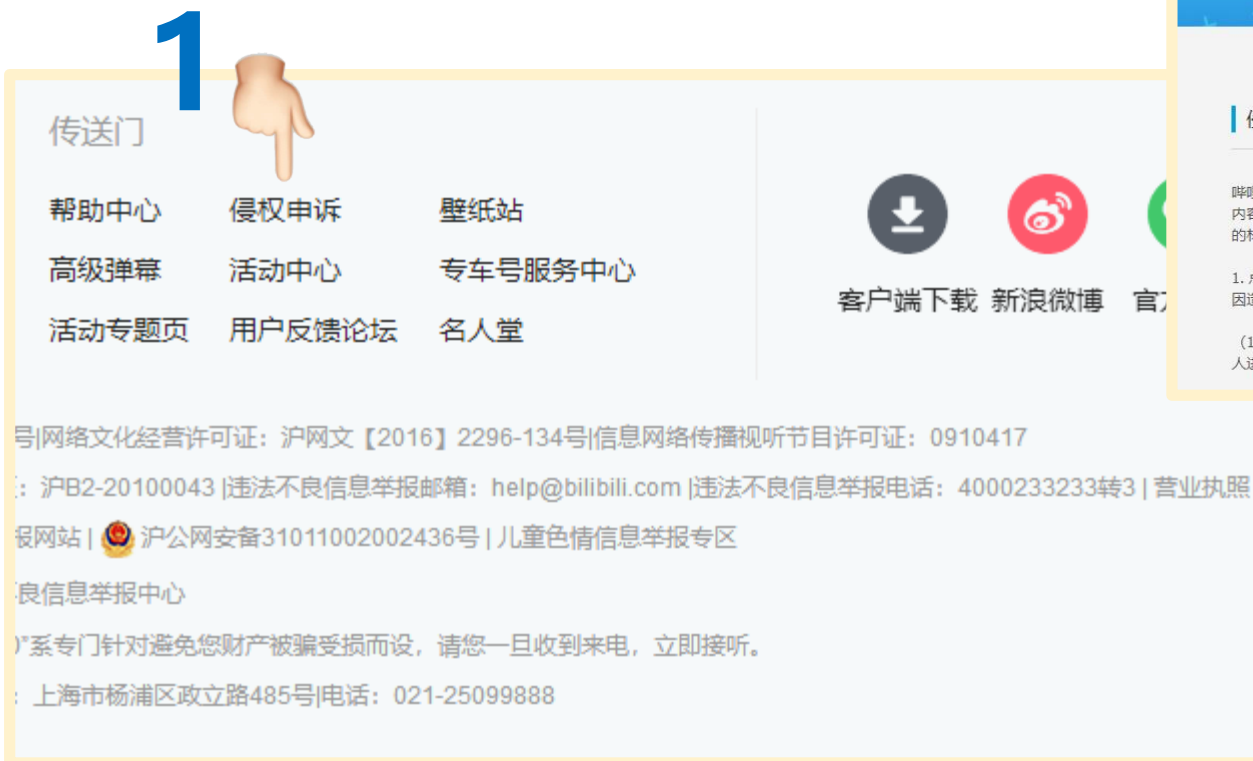 1
传送门
帮助中心 侵权申诉 壁纸站
高级弹幕 活动中心 专车号服务中心
活动专题页 用户反馈论坛 名人堂
客户端下载 新浪微博 官
号|网络文化经营许可证：沪网文【2016】2296-134号|信息网络传播视听节目许可证：0910417
：沪B2-20100043 |违法不良信息举报邮箱：help@bilibili.com |违法不良信息举报电话：4000233233转3 | 营业执照
报网站 | 沪公网安备31011002002436号 | 儿童色情信息举报专区
良信息举报中心
0"系专门针对避免您财产被骗受损而设，请您一旦收到来电，立即接听。
：上海市杨浦区政立路485号|电话：021-25099888
内容
的
1.
因
（1
人